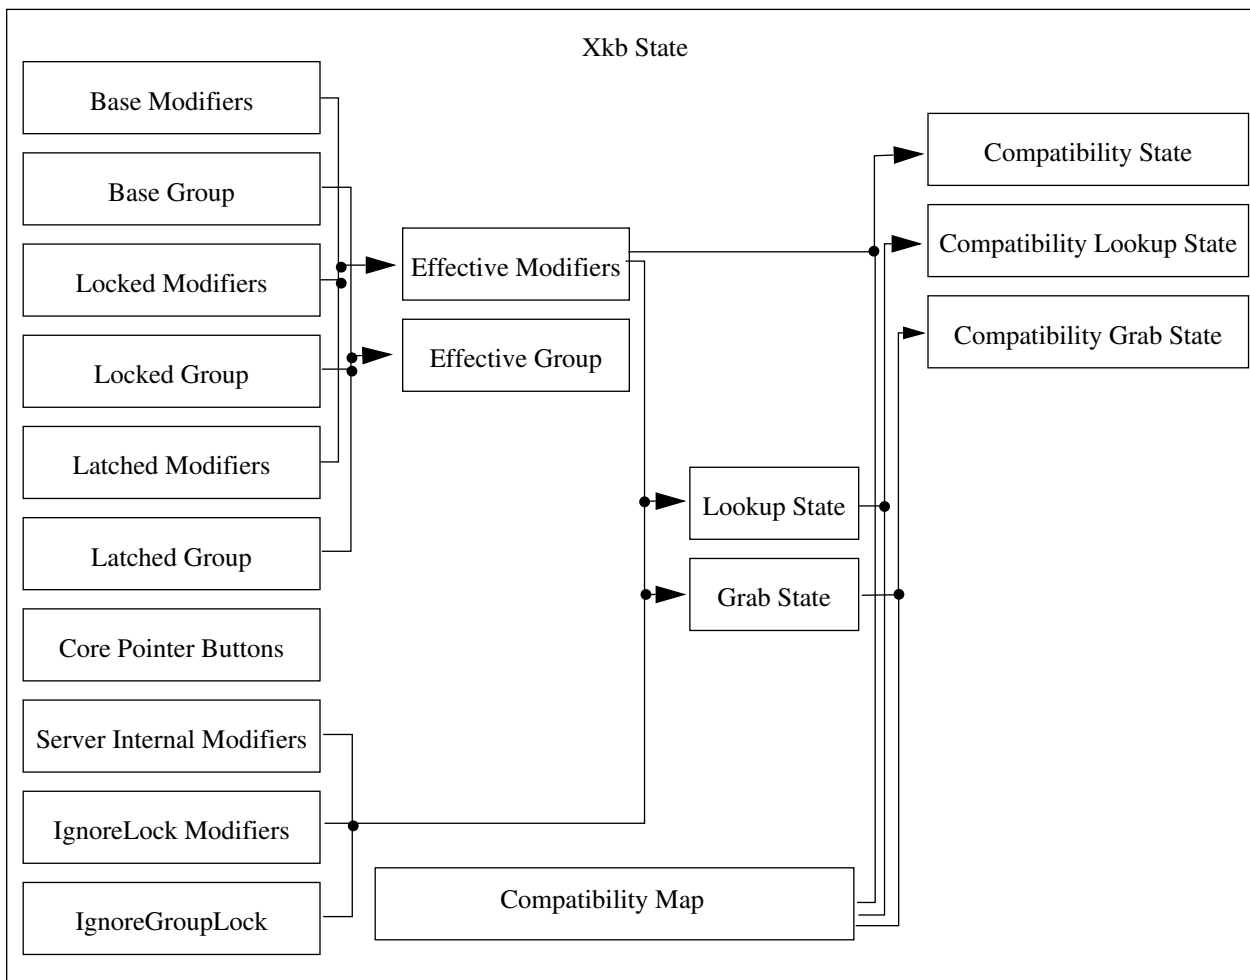 Xkb State
Base Modifiers
Base Group
Locked Modifiers
Locked Group
Latched Modifiers
Latched Group
Core Pointer Buttons
Server Internal Modifiers
IgnoreLock Modifiers
IgnoreGroupLock
Effective Modifiers
Effective Group
Lookup State
Grab State
Compatibility Map
Compatibility State
Compatibility Lookup State
Compatibility Grab State